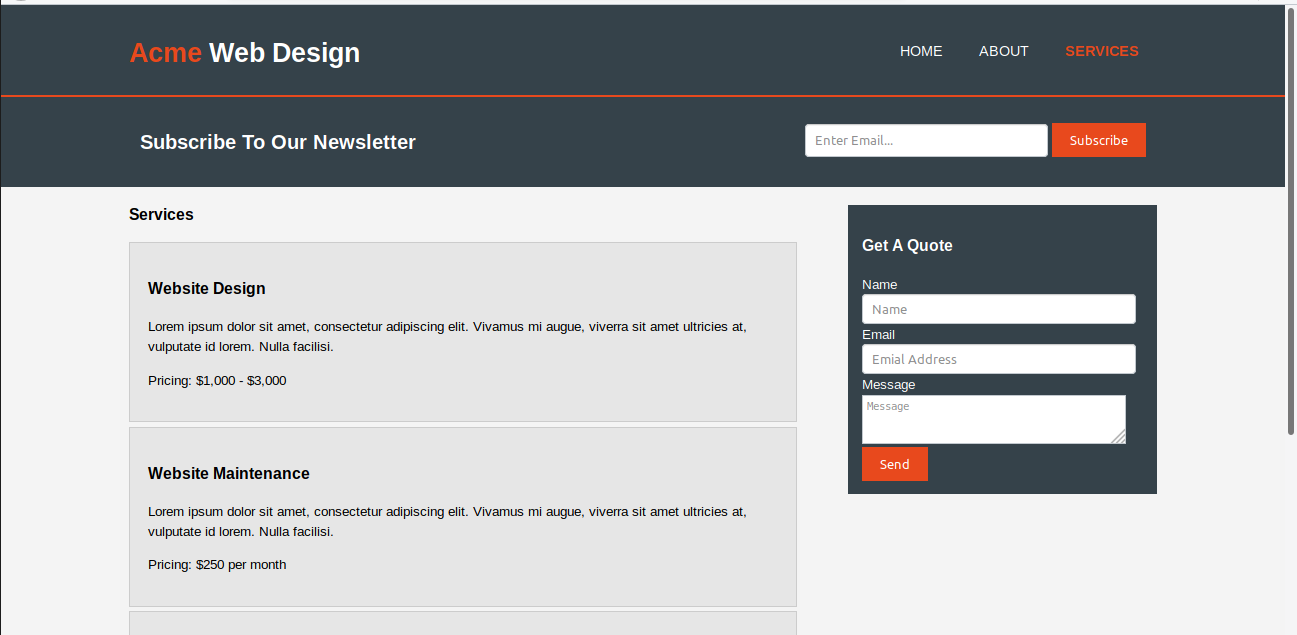 Acme Web Design
HOME ABOUT SERVICES
Subscribe To Our Newsletter
Enter Email...
Subscribe
Services
Website Design
Lorem ipsum dolor sit amet, consectetur adipiscing elit. Vivamus mi augue, viverra sit amet ultricies at,
vulputate id lorem. Nulla facilisi.
Pricing: $1,000 - $3,000
Website Maintenance
Lorem ipsum dolor sit amet, consectetur adipiscing elit. Vivamus mi augue, viverra sit amet ultricies at,
vulputate id lorem. Nulla facilisi.
Pricing: $250 per month
Get A Quote
Name
Name
Email
Emial Address
Message
Message
Send